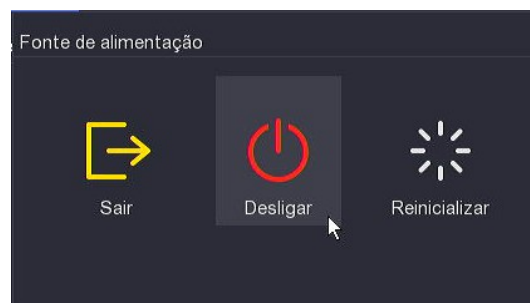 Fonte de alimentação
Sair
Desligar
Reinicializar